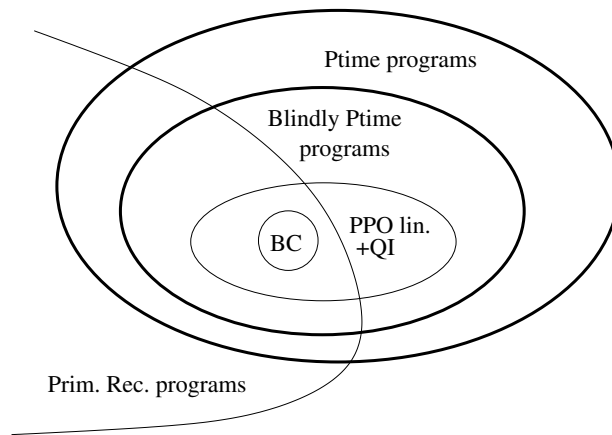 Ptime programs
Blindly Ptime
programs
PPO lin.
+QI
BC
Prim. Rec. programs